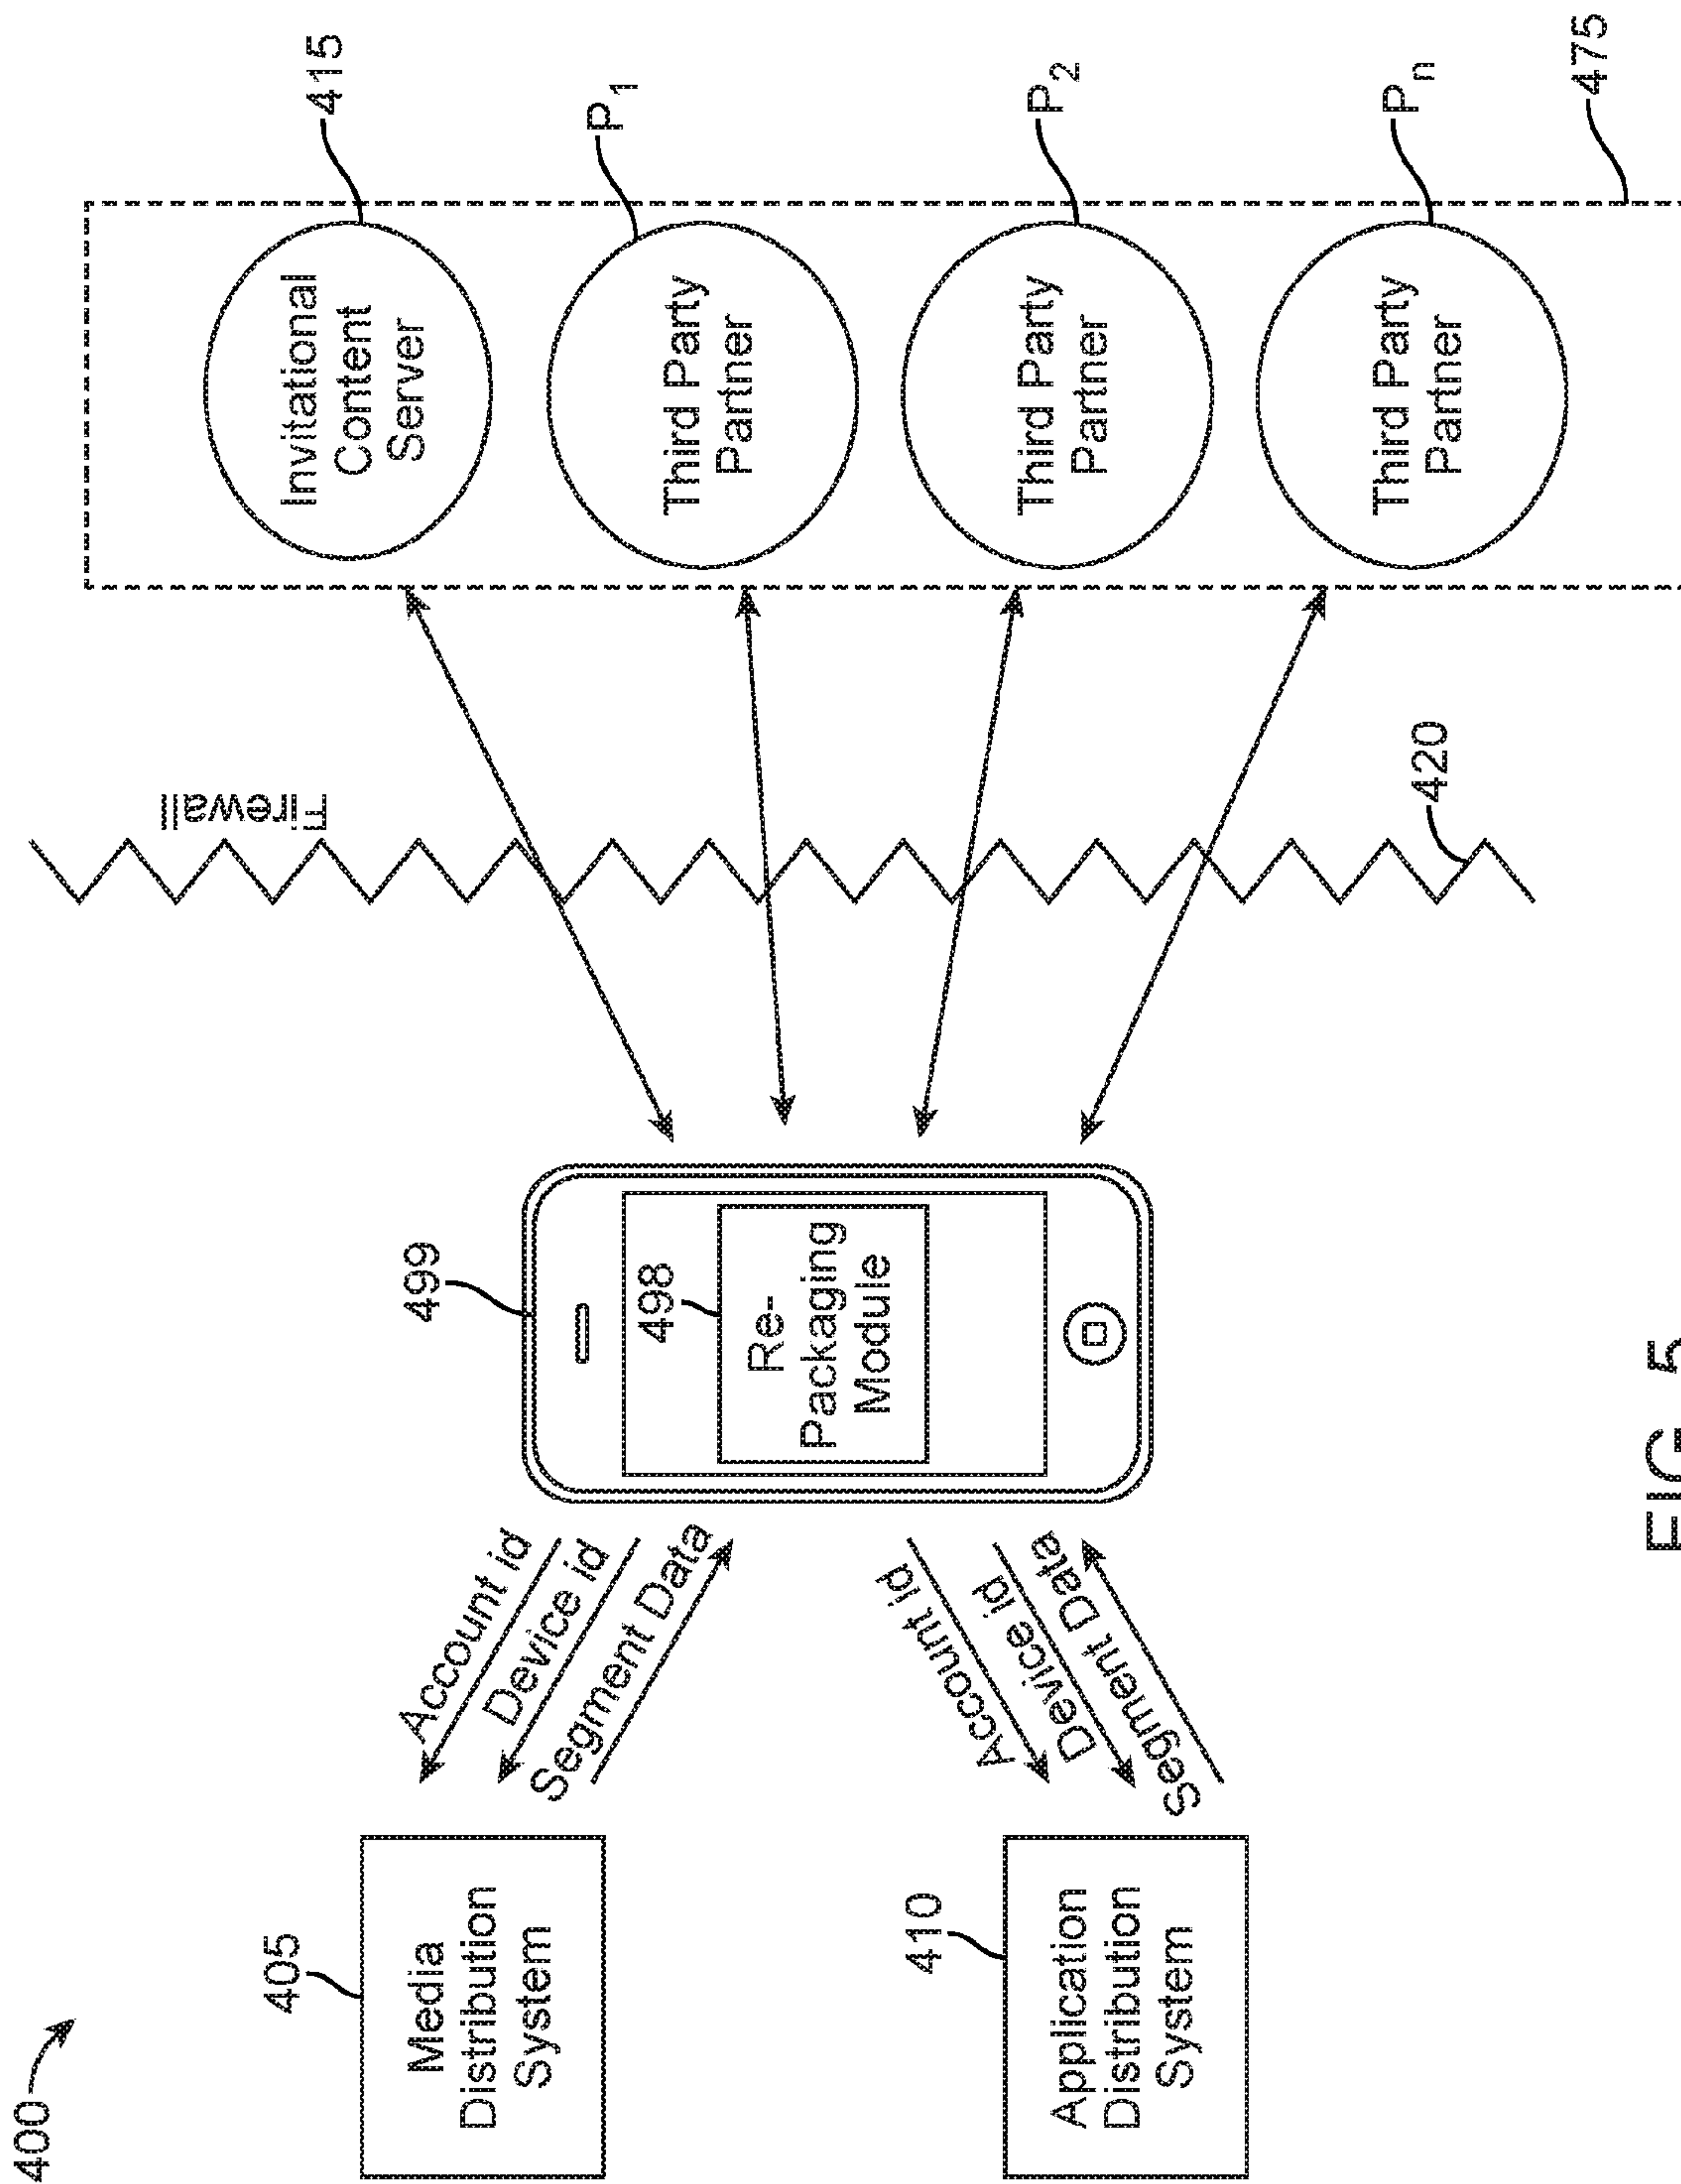 400
405
Media
Distribution
System
410
Application
Distribution
System
Account id
Device id
Segment Data
Account id
Device id
Segment Data
499
498
Re-
Packaging
Module
Firewall
420
Invitational
Content
Server
415
Third Party
Partner
P1
Third Party
Partner
P2
Third Party
Partner
Pn
475
FIG. 5